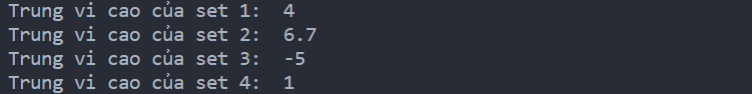 Trung vi cao của set 1:  4
Trung vi cao của set 2:  6.7
Trung vi cao của set 3:  -5
Trung vi cao của set 4:  1